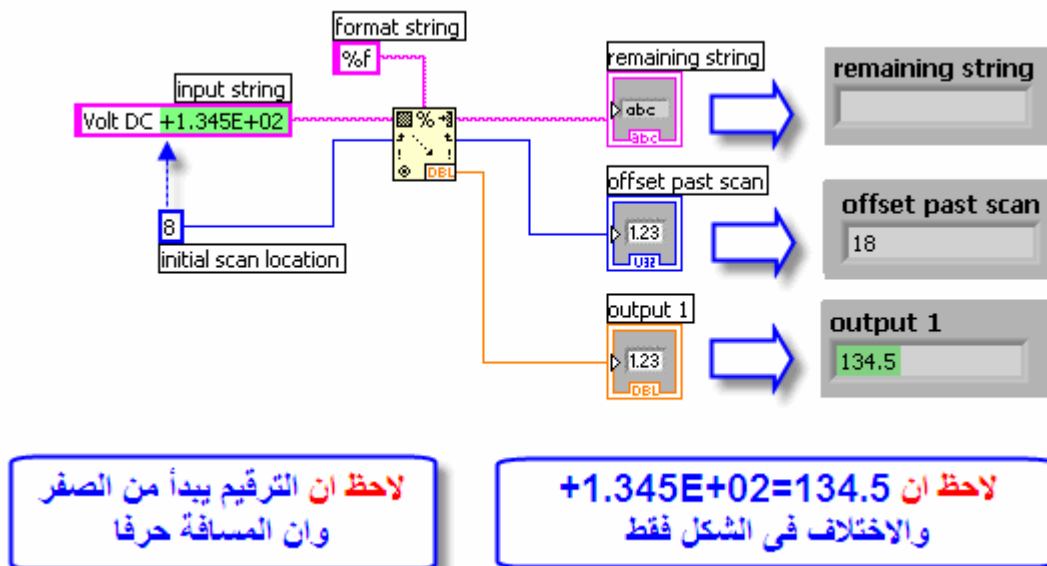 format string
%f
input string
Volt DC +1.345E+02
%
DBL
8
initial scan location
remaining string
abc
abc
remaining string
offset past scan
1.23
U32
offset past scan
18
output 1
1.23
DBL
output 1
134.5
لاحظ ان الترقيم يبدأ من الصفر
وان المسافة حرفا
لاحظ ان +1.345E+02=134.5
والاختلاف فى الشكل فقط